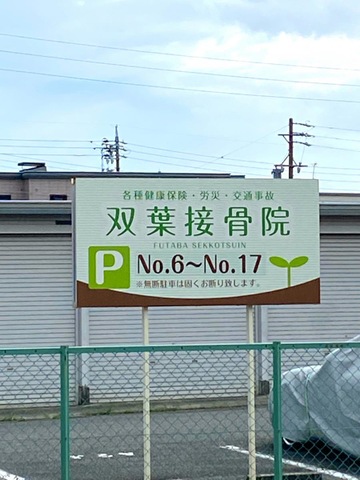 各種健康保険・労災・交通事故
双葉接骨院
FUTABA SEKKOTSUIN
P No.6〜No.17
※無断駐車は固くお断り致します。